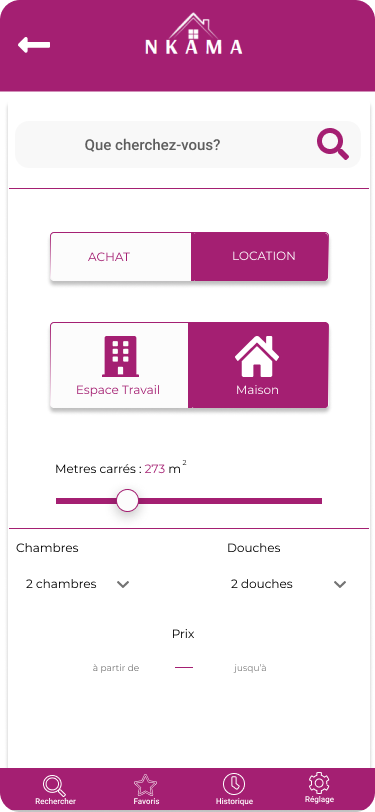 NKAMA
Que cherchez-vous?
ACHAT LOCATION
Espace Travail Maison
Metres carrés : 273 m²
Chambres Douches
2 chambres 2 douches
Prix
à partir de — jusqu'à
Rechercher Favoris Historique Réglage